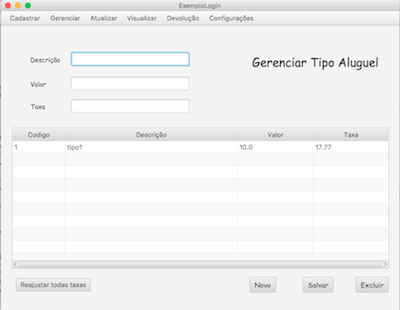 ExemploLogin
Cadastrar Gerenciar Atualizar Visualizar Devolução Configurações
Descrição
Gerenciar Tipo Aluguel
Valor
Taxa
Codigo Descrição Valor Taxa
1 tipo1 10.0 17.77
Reajustar todas taxas Novo Salvar Excluir